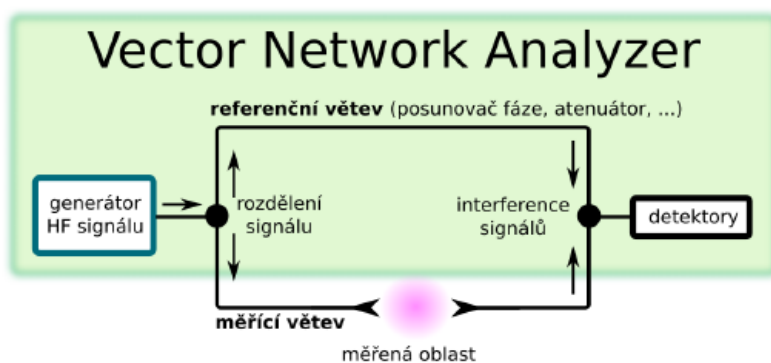 Vector Network Analyzer
referenční větev (posunovač fáze, atenuátor, ...)
generátor
HF signálu
rozdělení
signálu
interference
signálů
detektory
měřící větev
měřená oblast